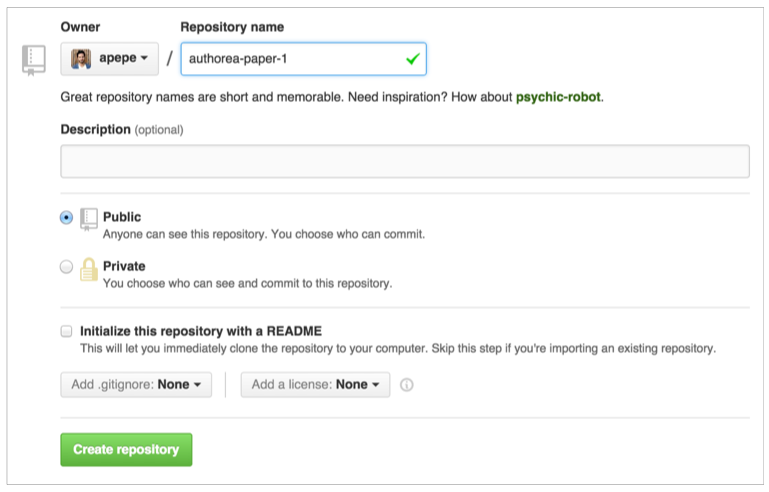 Owner Repository name
apepe / authorea-paper-1
Great repository names are short and memorable. Need inspiration? How about psychic-robot.
Description (optional)
Public
Anyone can see this repository. You choose who can commit.
Private
You choose who can see and commit to this repository.
Initialize this repository with a README
This will let you immediately clone the repository to your computer. Skip this step if you're importing an existing repository.
Add .gitignore: None Add a license: None
Create repository